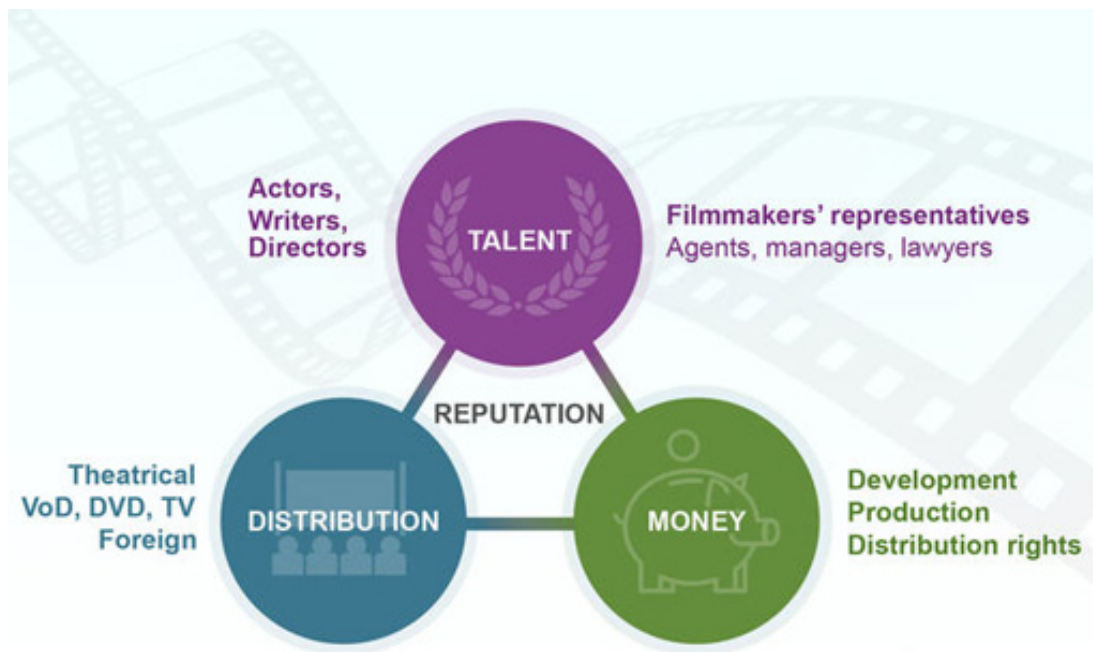 Actors,
Writers,
Directors
TALENT
Filmmakers’ representatives
Agents, managers, lawyers
REPUTATION
Theatrical
VoD, DVD, TV
Foreign
DISTRIBUTION
MONEY
Development
Production
Distribution rights